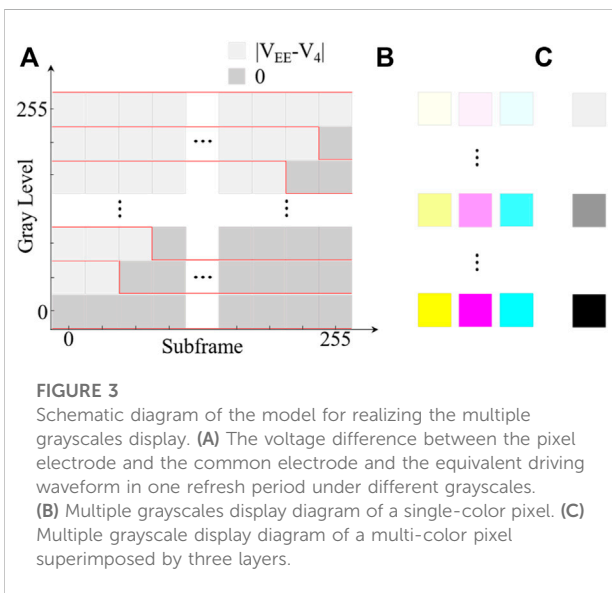 A
|V_EE-V_4|
0
B
C
255
...
...
...
Gray Level
...
...
...
0
0
255
Subframe
FIGURE 3
Schematic diagram of the model for realizing the multiple
grayscales display. (A) The voltage difference between the pixel
electrode and the common electrode and the equivalent driving
waveform in one refresh period under different grayscales.
(B) Multiple grayscales display diagram of a single-color pixel. (C)
Multiple grayscale display diagram of a multi-color pixel
superimposed by three layers.